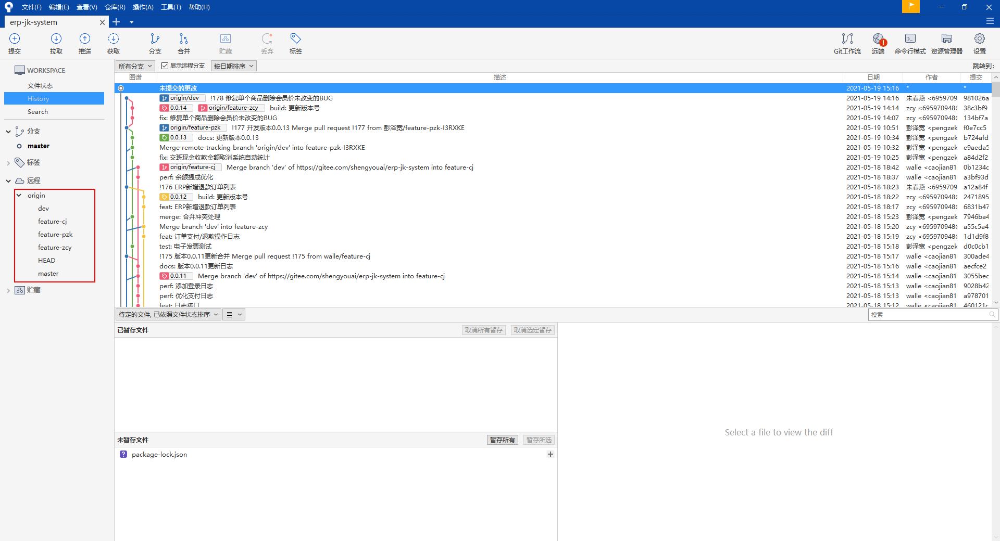 文件(F) 编辑(E) 查看(V) 仓库(R) 操作(A) 工具(T) 帮助(H)
erp-jk-system
提交 拉取 推送 获取 分支 合并 贮藏 丢弃 标签 Git工作流 远端 命令行模式 资源管理器 设置
WORKSPACE
文件状态
History
Search
分支
master
标签
远程
origin
dev
feature-cj
feature-pzk
feature-zcy
HEAD
master
贮藏
所有分支 显示远程分支 按日期排序 跳转到:
图谱 描述 日期 作者 提交
未提交的更改 2021-05-19 15:16 * *
origin/dev !178 修复单个商品删除会员价未改变的BUG 2021-05-19 14:16 朱春燕 <6959709 981026a
0.0.14 origin/feature-zcy build: 更新版本号 2021-05-19 14:14 zcy <695970948@ 38c3bf9
fix: 修复单个商品删除会员价未改变的BUG 2021-05-19 14:07 zcy <695970948@ 134bf7a
origin/feature-pzk !177 开发版本0.0.13 Merge pull request !177 from 彭泽宽/feature-pzk-I3RXKE 2021-05-19 10:51 彭泽宽 <pengzek f0e7cc5
0.0.13 docs: 更新版本0.0.13 2021-05-19 10:34 彭泽宽 <pengzek b724afd
Merge remote-tracking branch 'origin/dev' into feature-pzk-I3RXKE 2021-05-19 10:32 彭泽宽 <pengzek e9aeda5
fix: 交班现金收款金额取消系统自动统计 2021-05-19 10:25 彭泽宽 <pengzek a84d2f2
origin/feature-cj Merge branch 'dev' of https://gitee.com/shengyouai/erp-jk-system into feature-cj 2021-05-18 18:42 walle <caojian81 0b1234c
perf: 余额提成优化 2021-05-18 18:37 walle <caojian81 a3bf93d
!176 ERP新增退款订单列表 2021-05-18 18:23 朱春燕 <6959709 a12a84f
0.0.12 build: 更新版本号 2021-05-18 18:22 zcy <695970948@ 2471895
feat: ERP新增退款订单列表 2021-05-18 18:17 zcy <695970948@ 6831b47
merge: 合并冲突处理 2021-05-18 15:23 彭泽宽 <pengzek 7946ba4
Merge branch 'dev' into feature-zcy 2021-05-18 15:20 zcy <695970948@ a55c5a4
feat: 订单支付/退款操作日志 2021-05-18 15:19 zcy <695970948@ 1d1d9f8
test: 电子发票测试 2021-05-18 15:18 彭泽宽 <pengzek d0c0cb1
!175 版本0.0.11更新合并 Merge pull request !175 from walle/feature-cj 2021-05-18 15:17 walle <caojian81 300ade4
docs: 版本0.0.11更新日志 2021-05-18 15:16 walle <caojian81 aecfce2
0.0.11 Merge branch 'dev' of https://gitee.com/shengyouai/erp-jk-system into feature-cj 2021-05-18 15:14 walle <caojian81 3055bec
perf: 添加登录日志 2021-05-18 15:13 walle <caojian81 9028b42
perf: 优化支付日志 2021-05-18 15:13 walle <caojian81 a978701
feat: 日志接口 2021-05-18 15:12 walle <caojian81 460121c
待定的文件, 已依照文件状态排序 搜索
已暂存文件 取消所有暂存 取消选定暂存
未暂存文件 暂存所有 暂存所选
package-lock.json
Select a file to view the diff